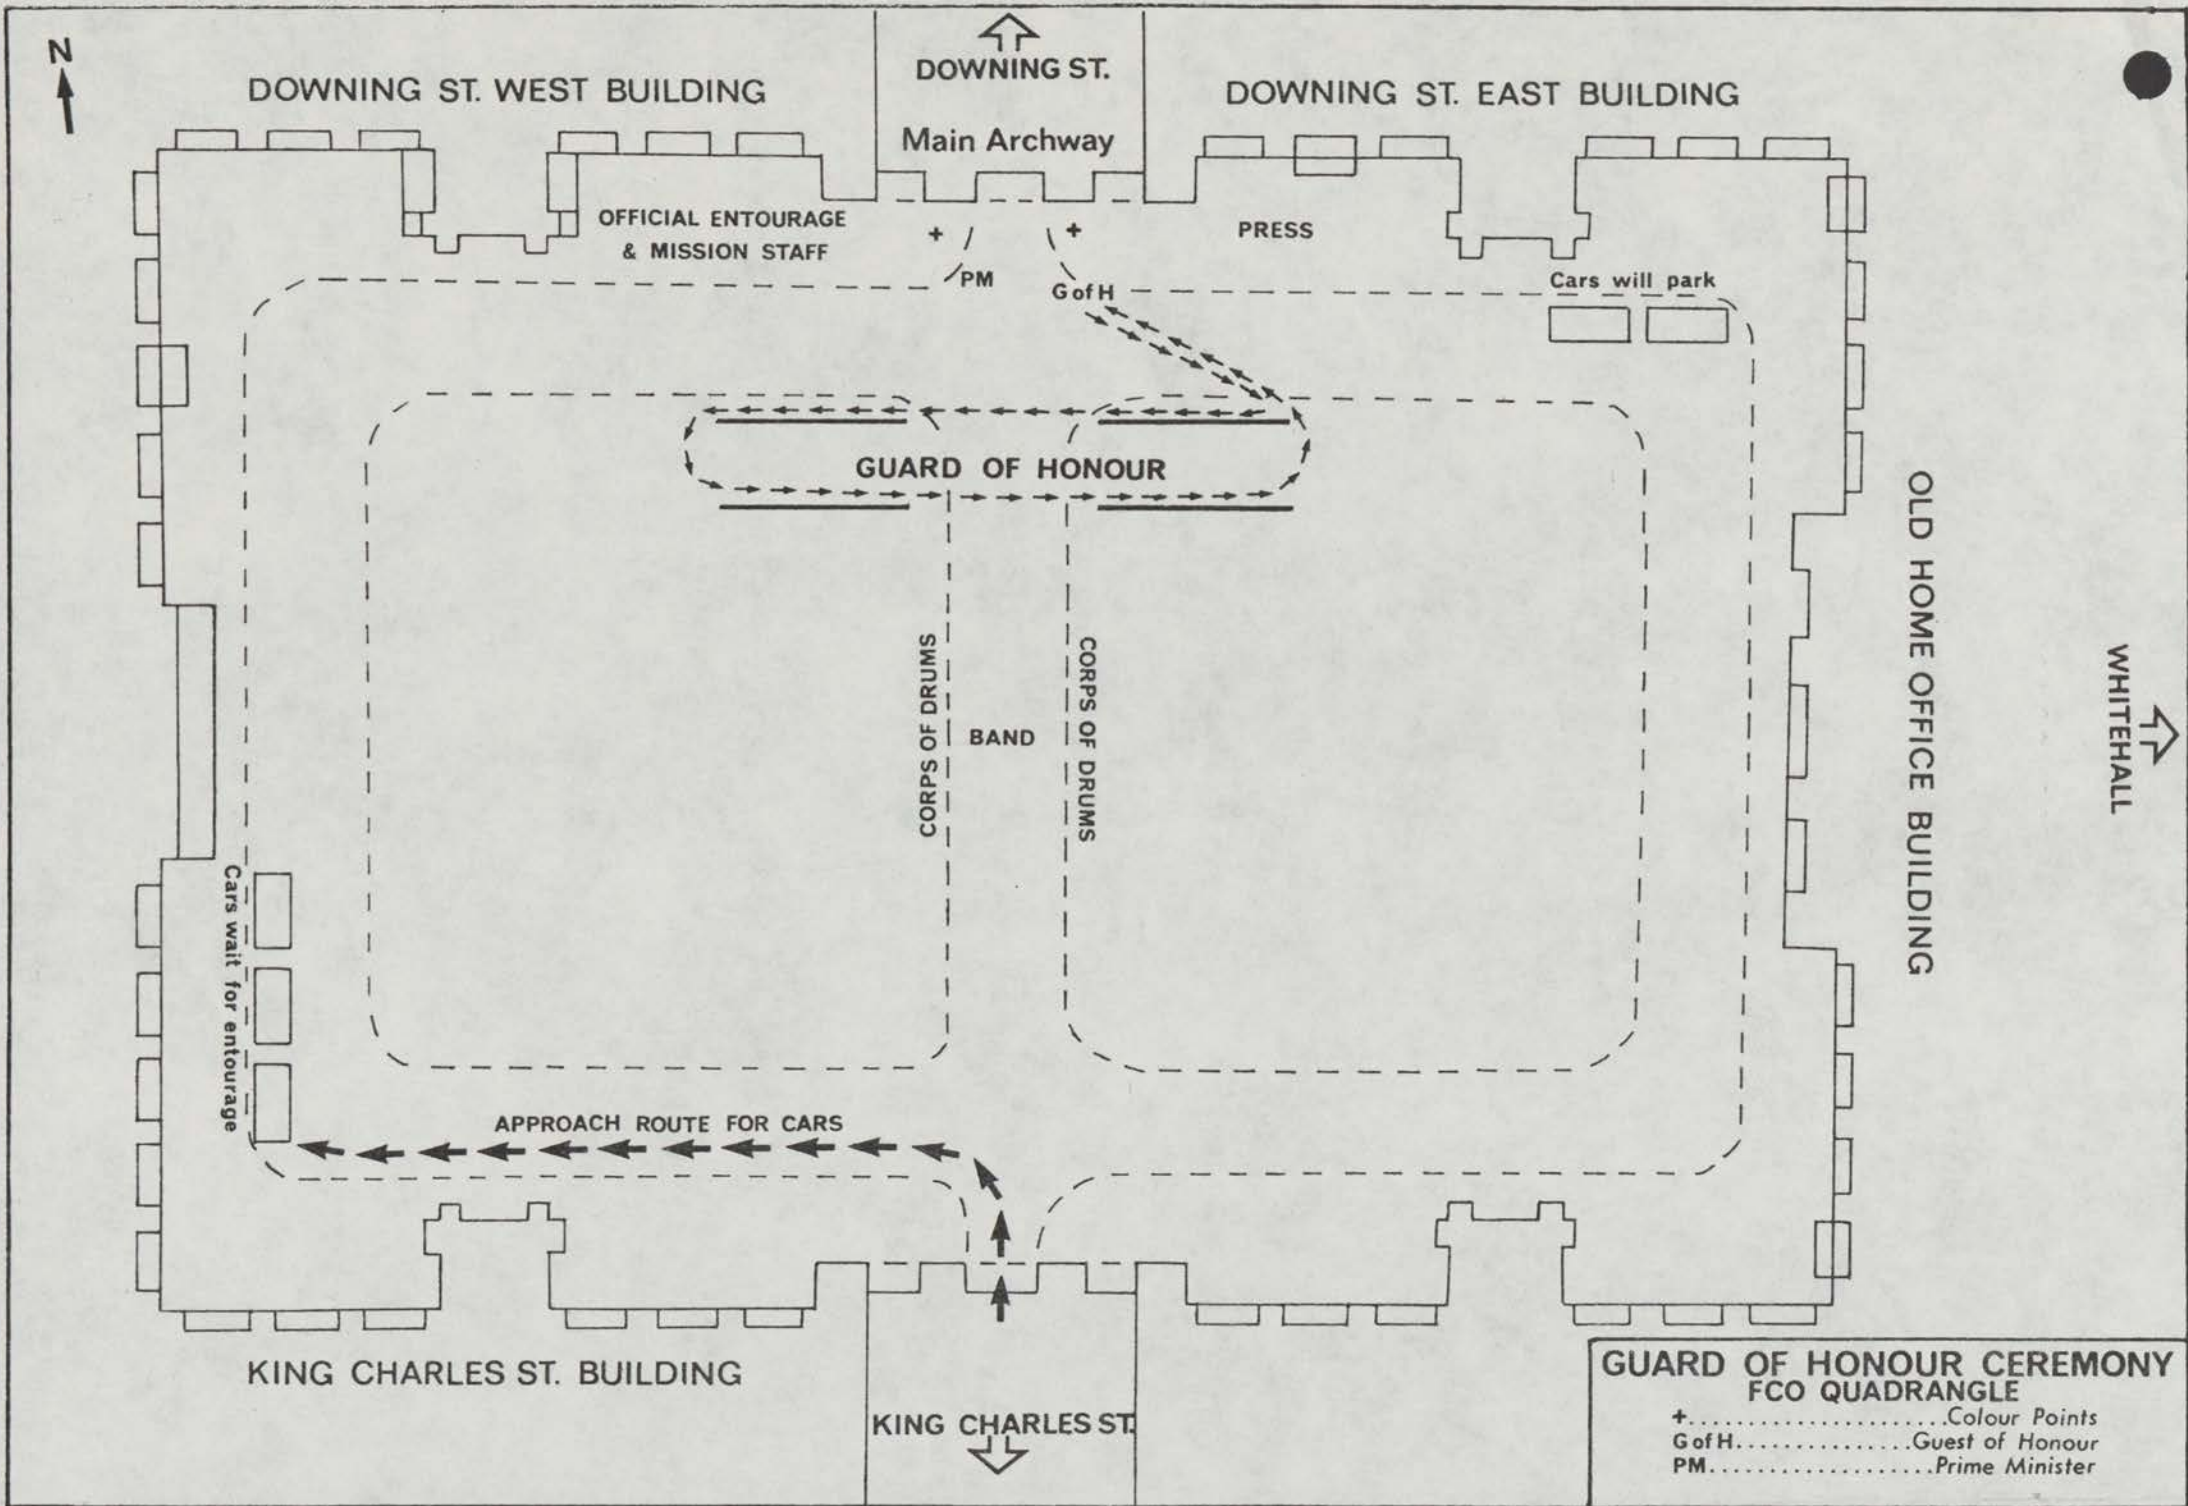 N
DOWNING ST.
DOWNING ST. WEST BUILDING
DOWNING ST. EAST BUILDING
Main Archway
OFFICIAL ENTOURAGE
& MISSION STAFF
+
+
PRESS
PM
G of H
Cars will park
GUARD OF HONOUR
OLD HOME OFFICE BUILDING
WHITEHALL
CORPS OF DRUMS
BAND
CORPS OF DRUMS
Cars wait for entourage
APPROACH ROUTE FOR CARS
KING CHARLES ST. BUILDING
KING CHARLES ST.
GUARD OF HONOUR CEREMONY
FCO QUADRANGLE
+......................Colour Points
G of H...............Guest of Honour
PM....................Prime Minister